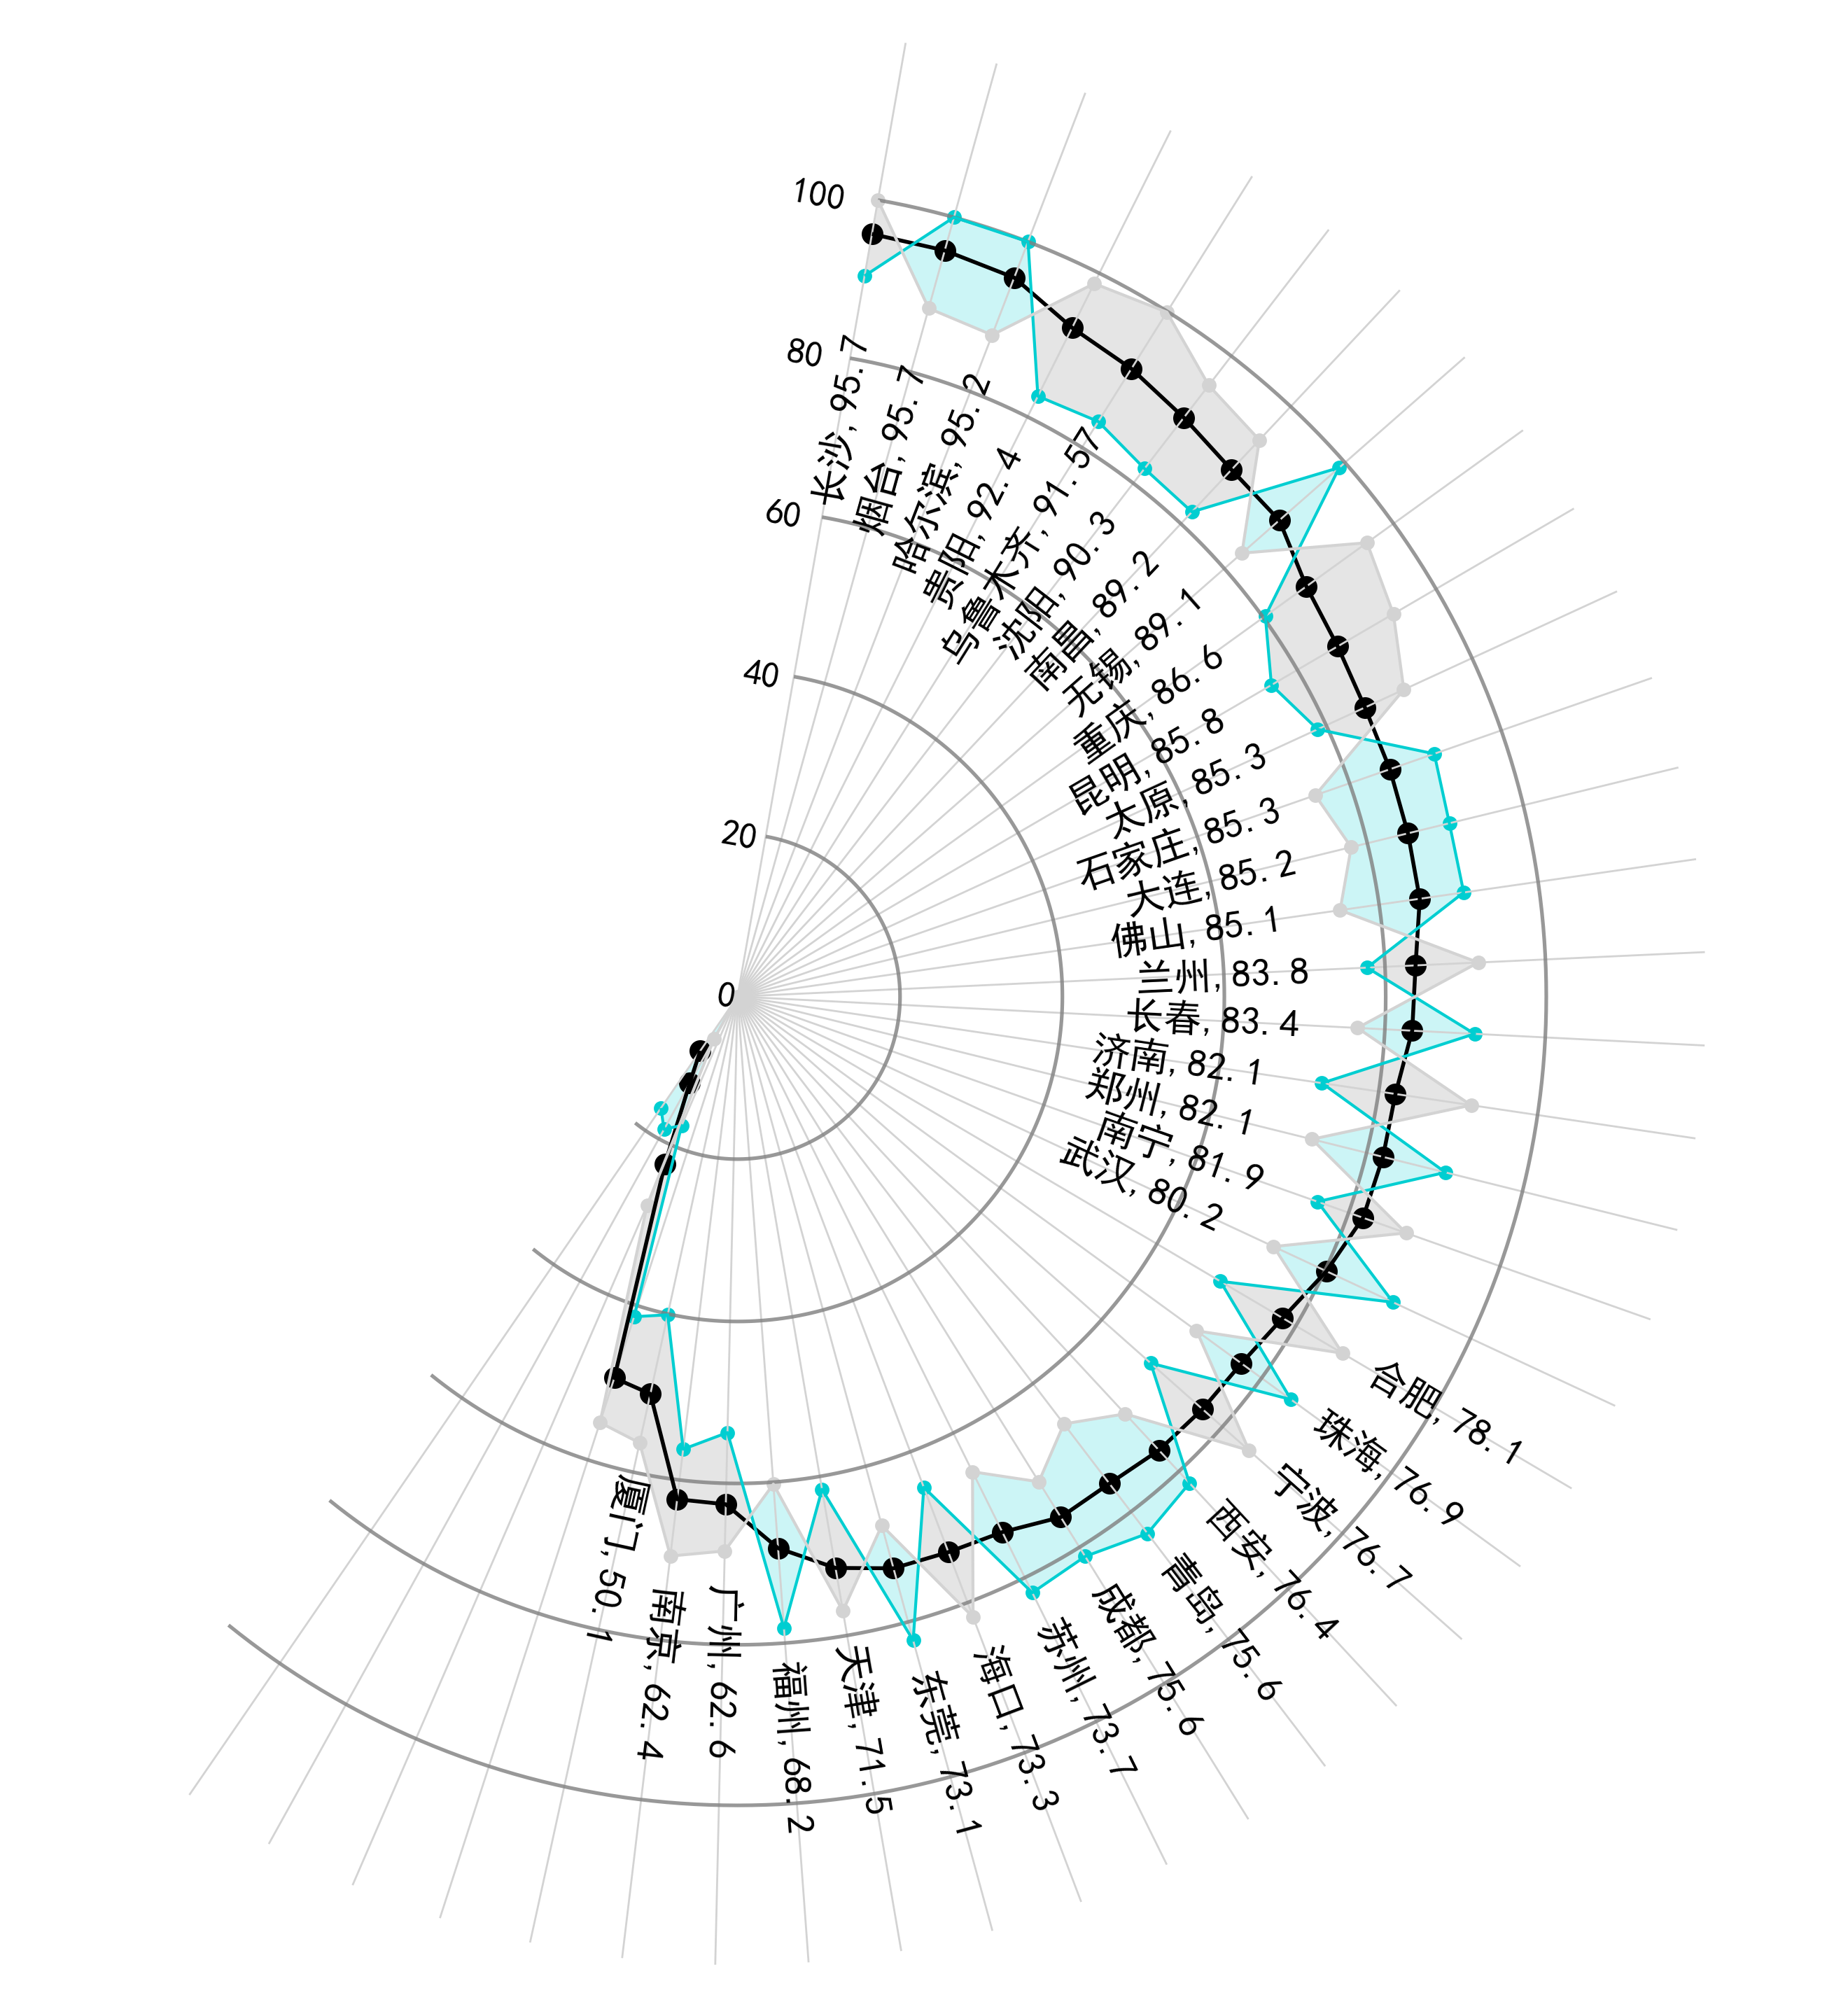 100
80
60
40
20
0
长沙, 95.7
烟台, 95.7
哈尔滨, 95.2
贵阳, 92.4
乌鲁木齐, 91.57
沈阳, 90.3
南昌, 89.2
无锡, 89.1
重庆, 86.6
昆明, 85.8
太原, 85.3
石家庄, 85.3
大连, 85.2
佛山, 85.1
兰州, 83.8
长春, 83.4
济南, 82.1
郑州, 82.1
南宁, 81.9
武汉, 80.2
合肥, 78.1
珠海, 76.9
宁波, 76.7
西安, 76.4
青岛, 75.6
成都, 75.6
苏州, 73.7
海口, 73.3
东莞, 73.1
天津, 71.5
福州, 68.2
广州, 62.6
南京, 62.4
厦门, 50.1